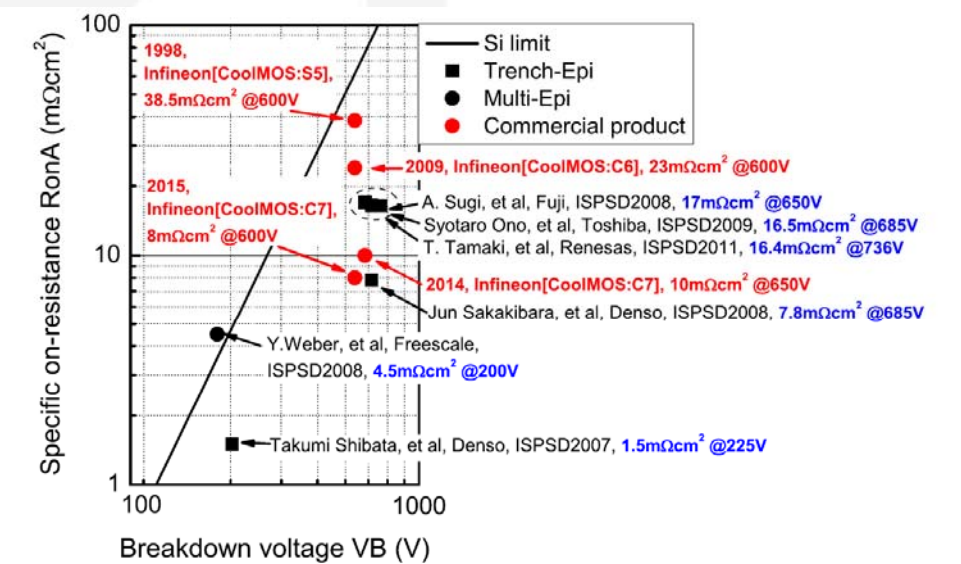 Specific on-resistance RonA (mΩcm²)
100
10
1
100
1000
Breakdown voltage VB (V)
Si limit
Trench-Epi
Multi-Epi
Commercial product
1998,
Infineon[CoolMOS:S5],
38.5mΩcm² @600V
2009, Infineon[CoolMOS:C6], 23mΩcm² @600V
2015,
Infineon[CoolMOS:C7],
8mΩcm² @600V
A. Sugi, et al, Fuji, ISPSD2008, 17mΩcm² @650V
Syotaro Ono, et al, Toshiba, ISPSD2009, 16.5mΩcm² @685V
T. Tamaki, et al, Renesas, ISPSD2011, 16.4mΩcm² @736V
2014, Infineon[CoolMOS:C7], 10mΩcm² @650V
Jun Sakakibara, et al, Denso, ISPSD2008, 7.8mΩcm² @685V
Y.Weber, et al, Freescale,
ISPSD2008, 4.5mΩcm² @200V
Takumi Shibata, et al, Denso, ISPSD2007, 1.5mΩcm² @225V